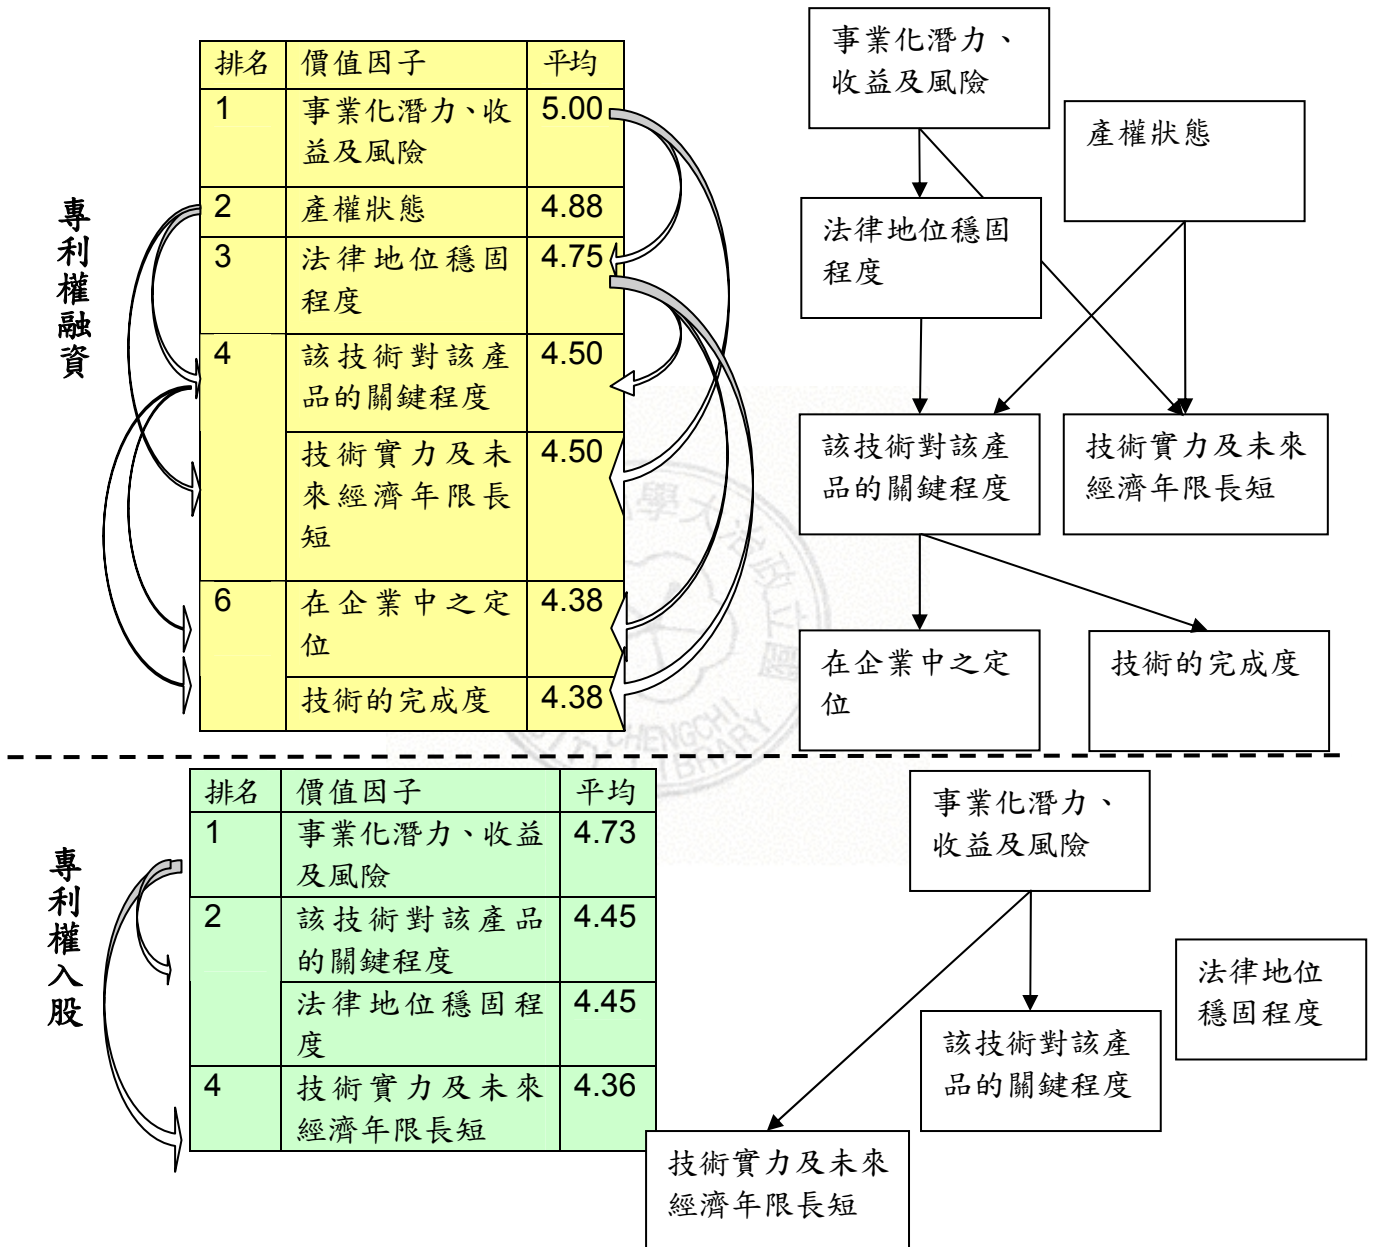 專利權融資
排名 價值因子 平均
1 事業化潛力、收 5.00
益及風險
2 產權狀態 4.88
3 法律地位穩固 4.75
程度
4 該技術對該產 4.50
品的關鍵程度
技術實力及未 4.50
來經濟年限長
短
6 在企業中之定 4.38
位
技術的完成度 4.38
事業化潛力、
收益及風險
產權狀態
法律地位穩固
程度
該技術對該產
品的關鍵程度
技術實力及未來
經濟年限長短
在企業中之定
位
技術的完成度
專利權入股
排名 價值因子 平均
1 事業化潛力、收益 4.73
及風險
2 該技術對該產品 4.45
的關鍵程度
法律地位穩固程 4.45
度
4 技術實力及未來 4.36
經濟年限長短
事業化潛力、
收益及風險
法律地位
穩固程度
該技術對該產
品的關鍵程度
技術實力及未來
經濟年限長短